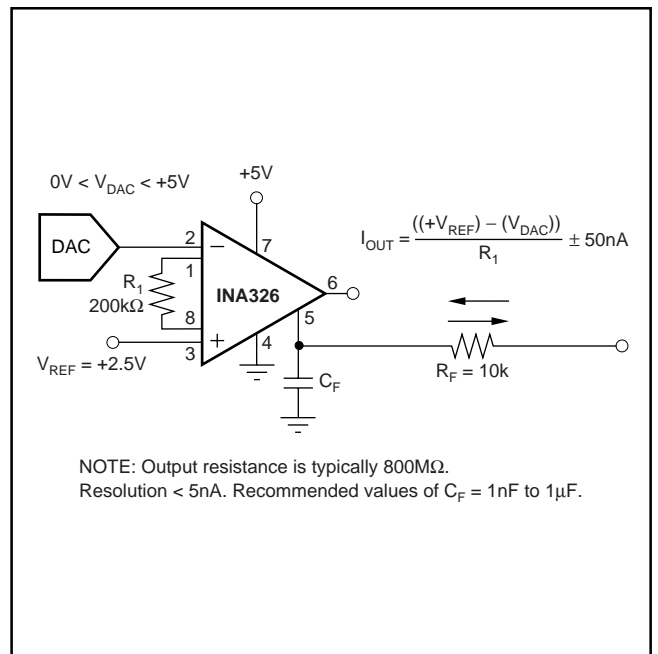 0V < V_DAC < +5V
+5V
I_OUT = ((+V_REF) − (V_DAC)) / R_1 ± 50nA
DAC
2
−
7
1
R_1
200kΩ
INA326
6
8
5
3
+
4
V_REF = +2.5V
C_F
R_F = 10k
NOTE: Output resistance is typically 800MΩ.
Resolution < 5nA. Recommended values of C_F = 1nF to 1µF.